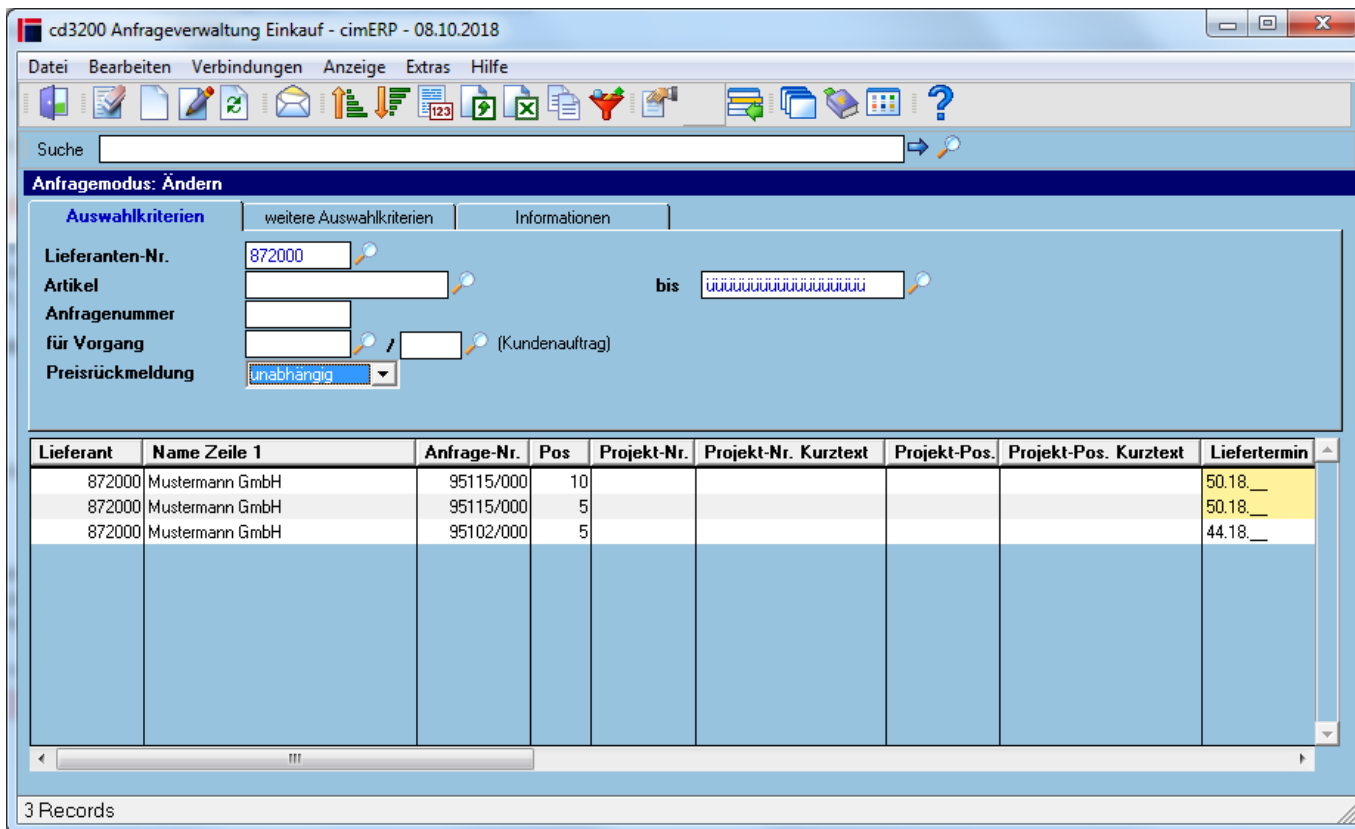 cd3200 Anfrageverwaltung Einkauf - cimERP - 08.10.2018
Datei Bearbeiten Verbindungen Anzeige Extras Hilfe
123
Suche
Anfragemodus: Ändern
Auswahlkriterien weitere Auswahlkriterien Informationen
Lieferanten-Nr. 872000
Artikel bis üüüüüüüüüüüüüüüüüü
Anfragenummer
für Vorgang / (Kundenauftrag)
Preisrückmeldung unabhängig
Lieferant Name Zeile 1 Anfrage-Nr. Pos Projekt-Nr. Projekt-Nr. Kurztext Projekt-Pos. Projekt-Pos. Kurztext Liefertermin
872000 Mustermann GmbH 95115/000 10 50.18.__
872000 Mustermann GmbH 95115/000 5 50.18.__
872000 Mustermann GmbH 95102/000 5 44.18.__
3 Records